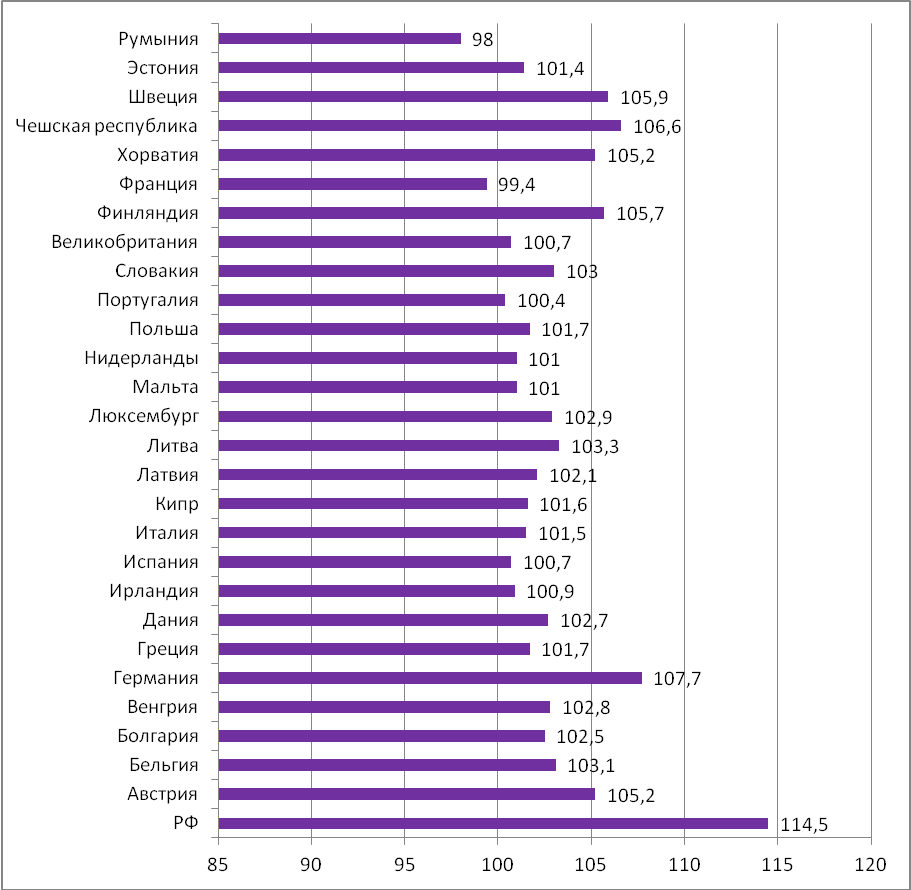 Румыния 98
Эстония 101,4
Швеция 105,9
Чешская республика 106,6
Хорватия 105,2
Франция 99,4
Финляндия 105,7
Великобритания 100,7
Словакия 103
Португалия 100,4
Польша 101,7
Нидерланды 101
Мальта 101
Люксембург 102,9
Литва 103,3
Латвия 102,1
Кипр 101,6
Италия 101,5
Испания 100,7
Ирландия 100,9
Дания 102,7
Греция 101,7
Германия 107,7
Венгрия 102,8
Болгария 102,5
Бельгия 103,1
Австрия 105,2
РФ 114,5
85 90 95 100 105 110 115 120